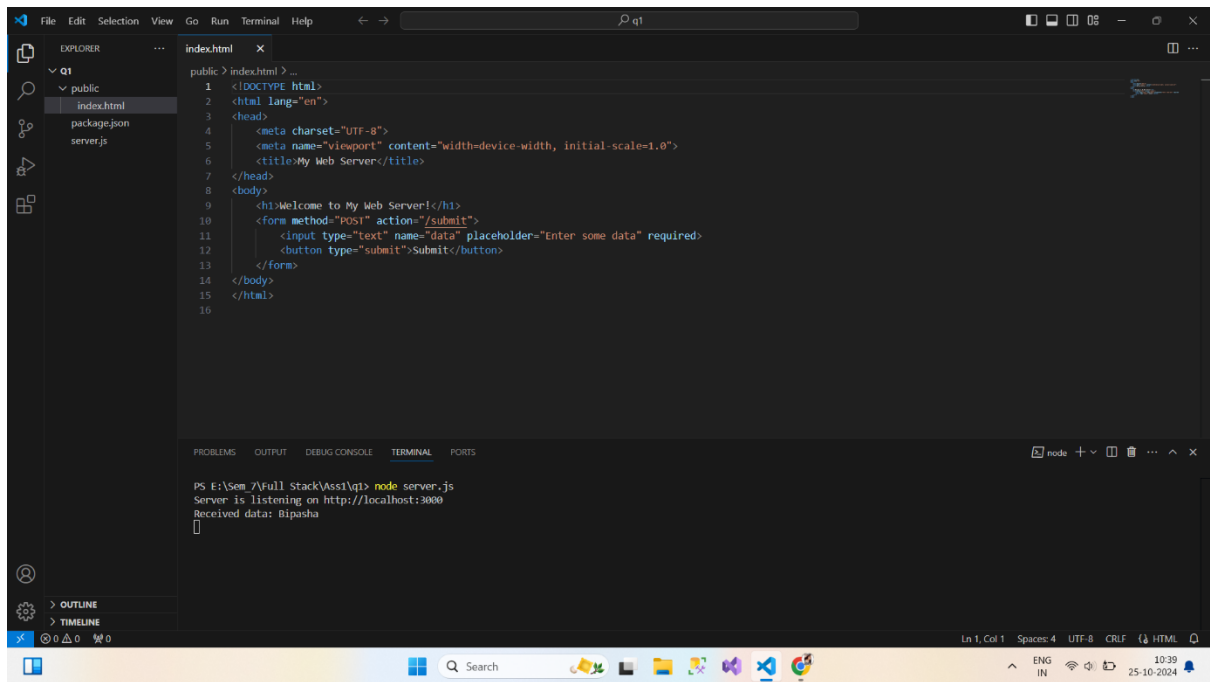 File Edit Selection View Go Run Terminal Help
q1
EXPLORER
index.html
Q1
public
index.html
package.json
server.js
public > index.html > ...
1 <!DOCTYPE html>
2 <html lang="en">
3 <head>
4 <meta charset="UTF-8">
5 <meta name="viewport" content="width=device-width, initial-scale=1.0">
6 <title>My Web Server</title>
7 </head>
8 <body>
9 <h1>Welcome to My Web Server!</h1>
10 <form method="POST" action="/submit">
11 <input type="text" name="data" placeholder="Enter some data" required>
12 <button type="submit">Submit</button>
13 </form>
14 </body>
15 </html>
16
PROBLEMS OUTPUT DEBUG CONSOLE TERMINAL PORTS
node
PS E:\Sem_7\Full Stack\Ass1\q1> node server.js
Server is listening on http://localhost:3000
Received data: Bipasha
OUTLINE
TIMELINE
0 0 0
Ln 1, Col 1 Spaces: 4 UTF-8 CRLF HTML
Search
ENG
IN
10:39
25-10-2024